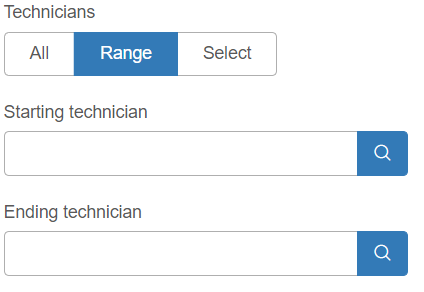 Technicians
All Range Select
Starting technician
Ending technician